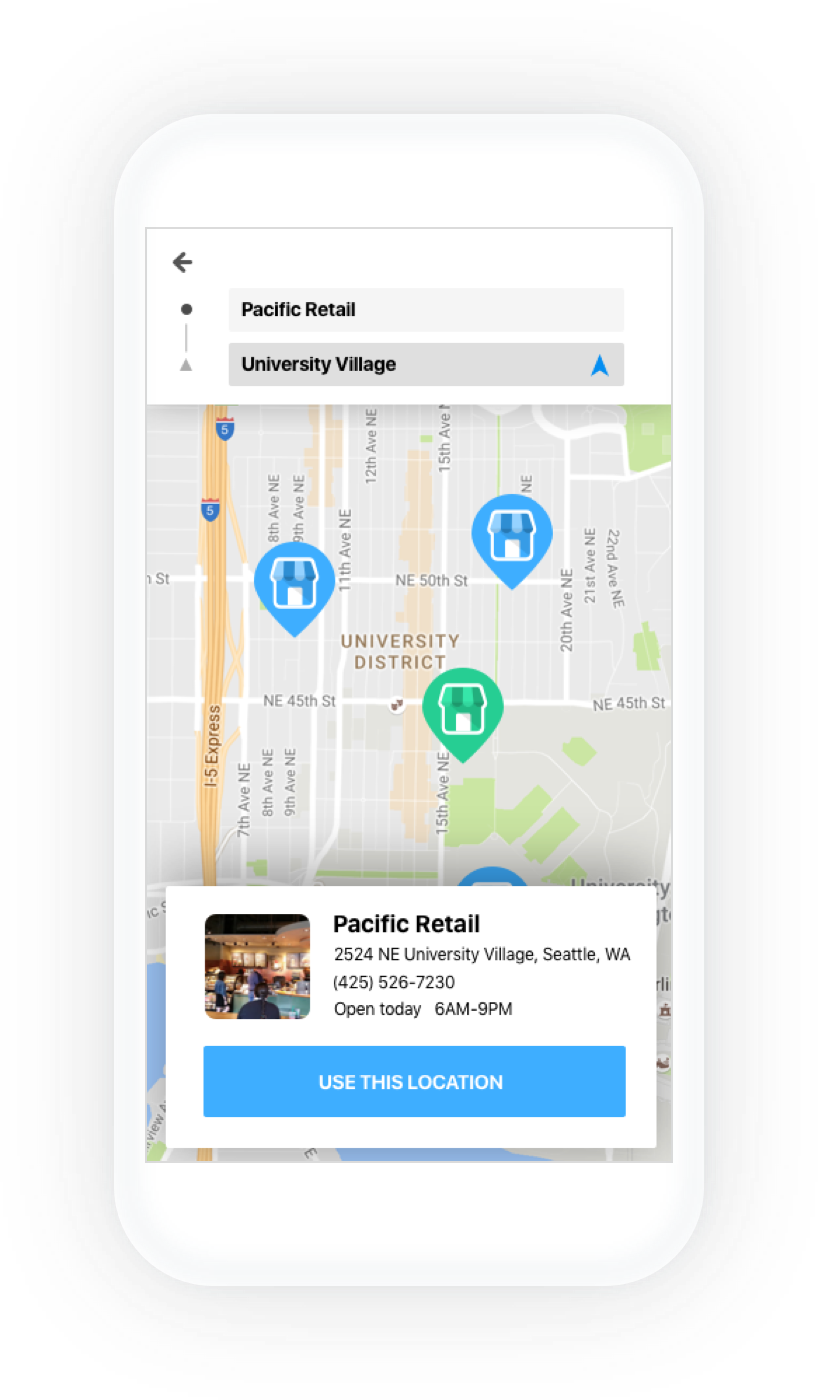 Pacific Retail
University Village
5
12th Ave NE
15th Ave N
5
8th Ave NE
9th Ave NE
NE
11th Ave NE
21st Ave NE
22nd Ave NE
St
NE 50th St
20th Ave NE
UNIVERSITY
DISTRICT
NE 45th St
NE 45th St
I-5 Express
7th Ave NE
8th Ave NE
9th Ave NE
15th Ave NE
University
Pacific Retail
2524 NE University Village, Seattle, WA
(425) 526-7230
Open today 6AM-9PM
USE THIS LOCATION